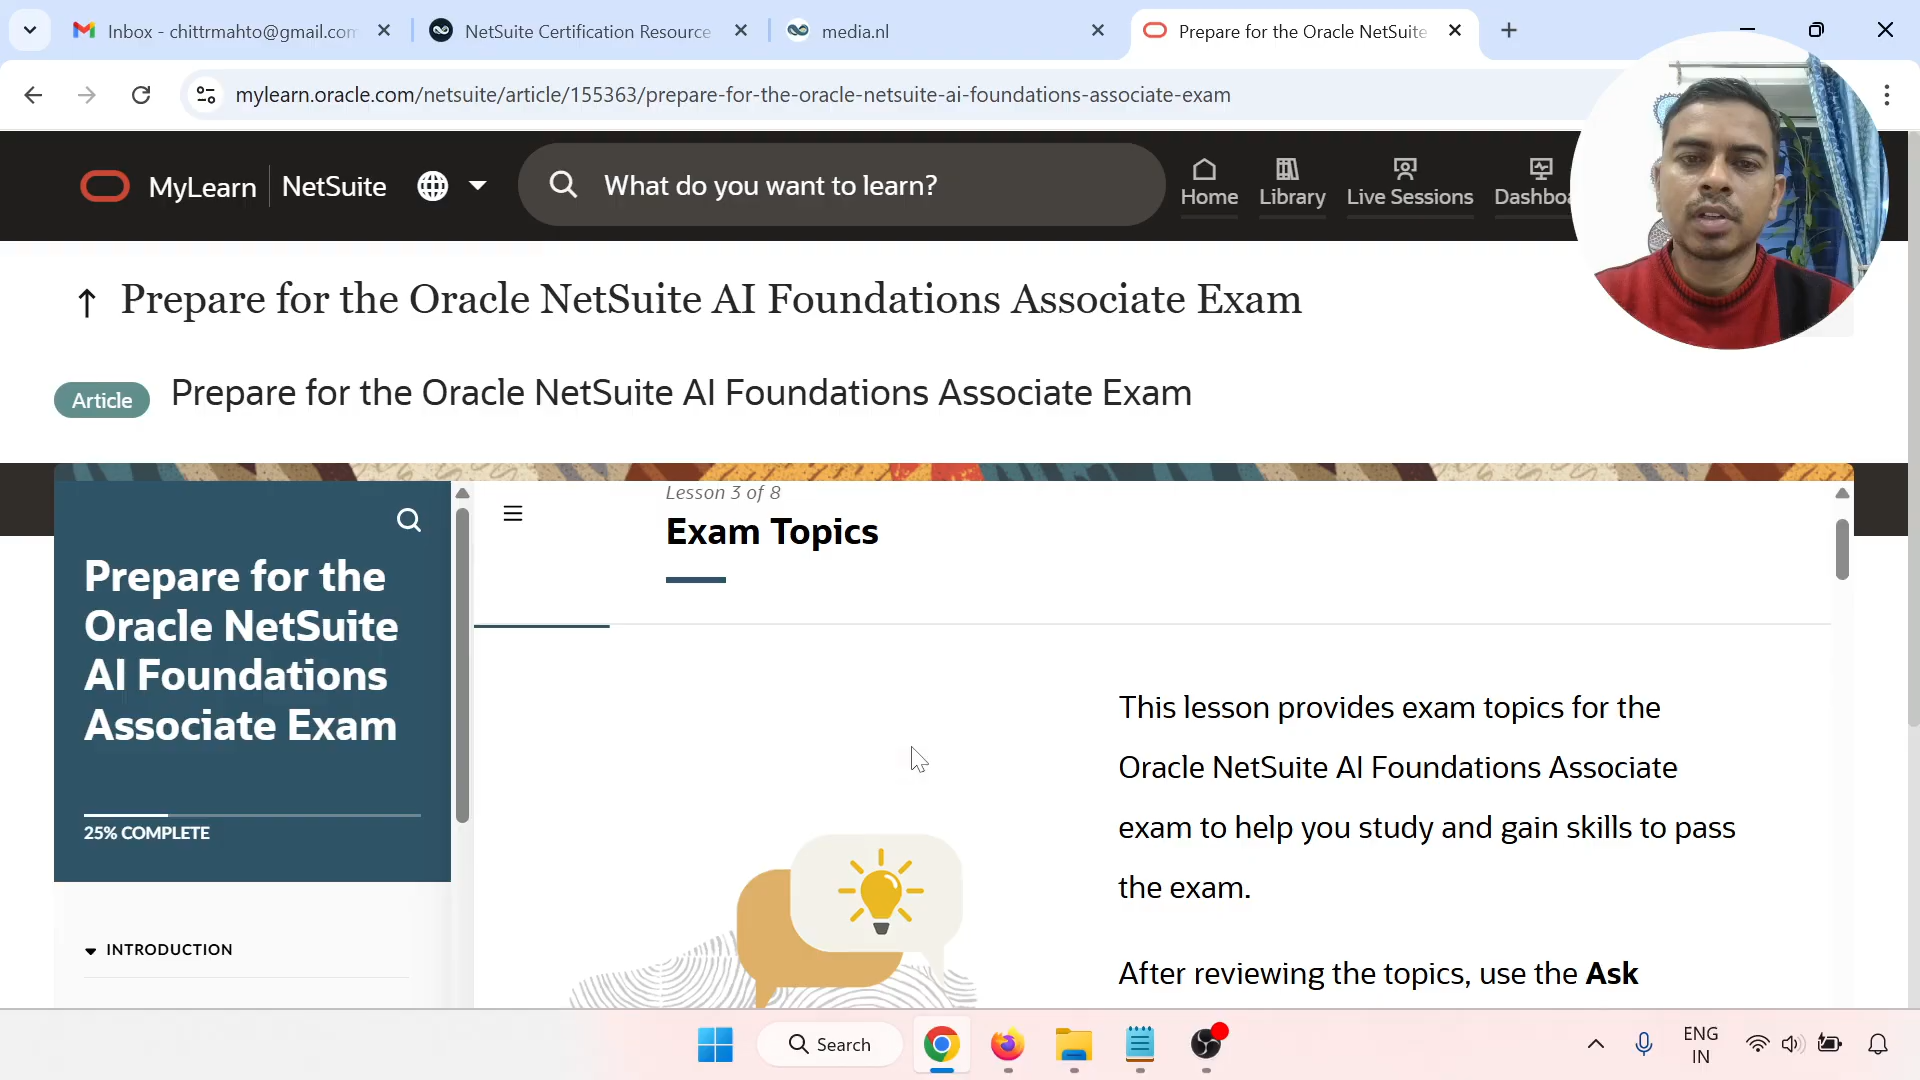 Inbox - chittrmahto@gmail.con
NetSuite Certification Resource
media.nl
Prepare for the Oracle NetSuite
mylearn.oracle.com/netsuite/article/155363/prepare-for-the-oracle-netsuite-ai-foundations-associate-exam
MyLearn NetSuite
What do you want to learn?
Home
Library
Live Sessions
Dashboa
Prepare for the Oracle NetSuite AI Foundations Associate Exam
Article Prepare for the Oracle NetSuite AI Foundations Associate Exam
Prepare for the
Oracle NetSuite
AI Foundations
Associate Exam
25% COMPLETE
INTRODUCTION
Lesson 3 of 8
Exam Topics
This lesson provides exam topics for the
Oracle NetSuite AI Foundations Associate
exam to help you study and gain skills to pass
the exam.
After reviewing the topics, use the Ask
Search
ENG
IN